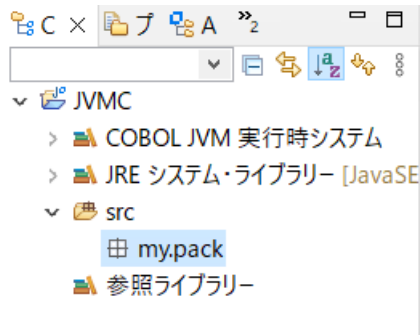 C プ A »2
JVMC
COBOL JVM 実行時システム
JRE システム・ライブラリー [JavaSE
src
my.pack
参照ライブラリー